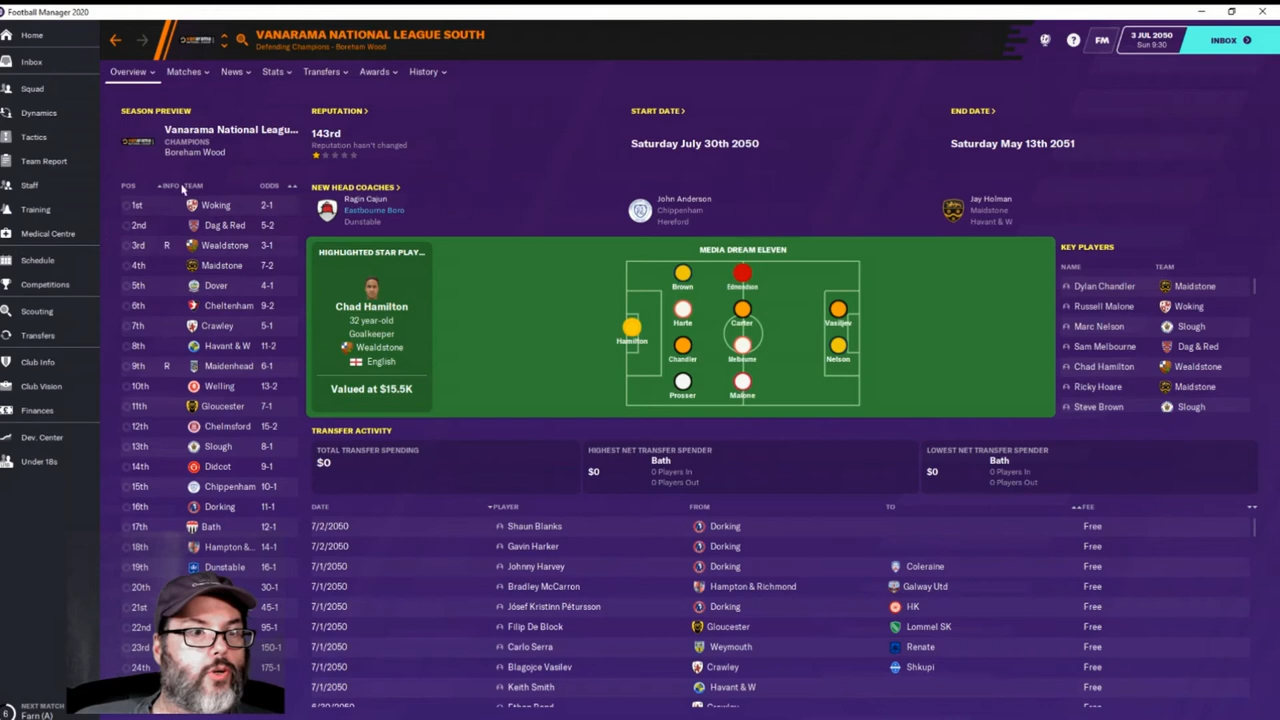 Football Manager 2020
Home
VANARAMA NATIONAL LEAGUE SOUTH
Defending Champions - Boreham Wood
FM
3 JUL 2050
Sun 9:30
INBOX
Inbox
Squad
Dynamics
Tactics
Team Report
Staff
Training
Medical Centre
Schedule
Competitions
Scouting
Transfers
Club Info
Club Vision
Finances
Dev. Center
Under 18s
NEXT MATCH
Farn (A)
Overview Matches News Stats Transfers Awards History
SEASON PREVIEW
Vanarama National Leagu...
CHAMPIONS
Boreham Wood
REPUTATION
143rd
Reputation hasn't changed
START DATE
Saturday July 30th 2050
END DATE
Saturday May 13th 2051
POS INFO TEAM ODDS
1st Woking 2-1
2nd Dag & Red 5-2
3rd R Wealdstone 3-1
4th Maidstone 7-2
5th Dover 4-1
6th Cheltenham 9-2
7th Crawley 5-1
8th Havant & W 11-2
9th R Maidenhead 6-1
10th Welling 13-2
11th Gloucester 7-1
12th Chelmsford 15-2
13th Slough 8-1
14th Didcot 9-1
15th Chippenham 10-1
16th Dorking 11-1
17th Bath 12-1
18th Hampton &... 14-1
19th Dunstable 16-1
20th 30-1
21st 45-1
22nd 95-1
23rd 150-1
24th 175-1
NEW HEAD COACHES
Ragin Cajun
Eastbourne Boro
Dunstable
John Anderson
Chippenham
Hereford
Jay Holman
Maidstone
Havant & W
HIGHLIGHTED STAR PLAY...
Chad Hamilton
32 year-old
Goalkeeper
Wealdstone
English
Valued at $15.5K
MEDIA DREAM ELEVEN
Brown
Edmondson
Harte
Carter
Vasiljev
Hamilton
Chandler
Melbourne
Nelson
Prosser
Malone
KEY PLAYERS
NAME TEAM
Dylan Chandler Maidstone
Russell Malone Woking
Marc Nelson Slough
Sam Melbourne Dag & Red
Chad Hamilton Wealdstone
Ricky Hoare Maidstone
Steve Brown Slough
TRANSFER ACTIVITY
TOTAL TRANSFER SPENDING
$0
HIGHEST NET TRANSFER SPENDER
$0
Bath
0 Players In
0 Players Out
LOWEST NET TRANSFER SPENDER
$0
Bath
0 Players In
0 Players Out
DATE PLAYER FROM TO FEE
7/2/2050 Shaun Blanks Dorking Free
7/2/2050 Gavin Harker Dorking Free
7/1/2050 Johnny Harvey Dorking Coleraine Free
7/1/2050 Bradley McCarron Hampton & Richmond Galway Utd Free
7/1/2050 Jósef Kristinn Pétursson Dorking HK Free
7/1/2050 Filip De Block Gloucester Lommel SK Free
7/1/2050 Carlo Serra Weymouth Renate Free
7/1/2050 Blagojce Vasilev Crawley Shkupi Free
7/1/2050 Keith Smith Havant & W Free